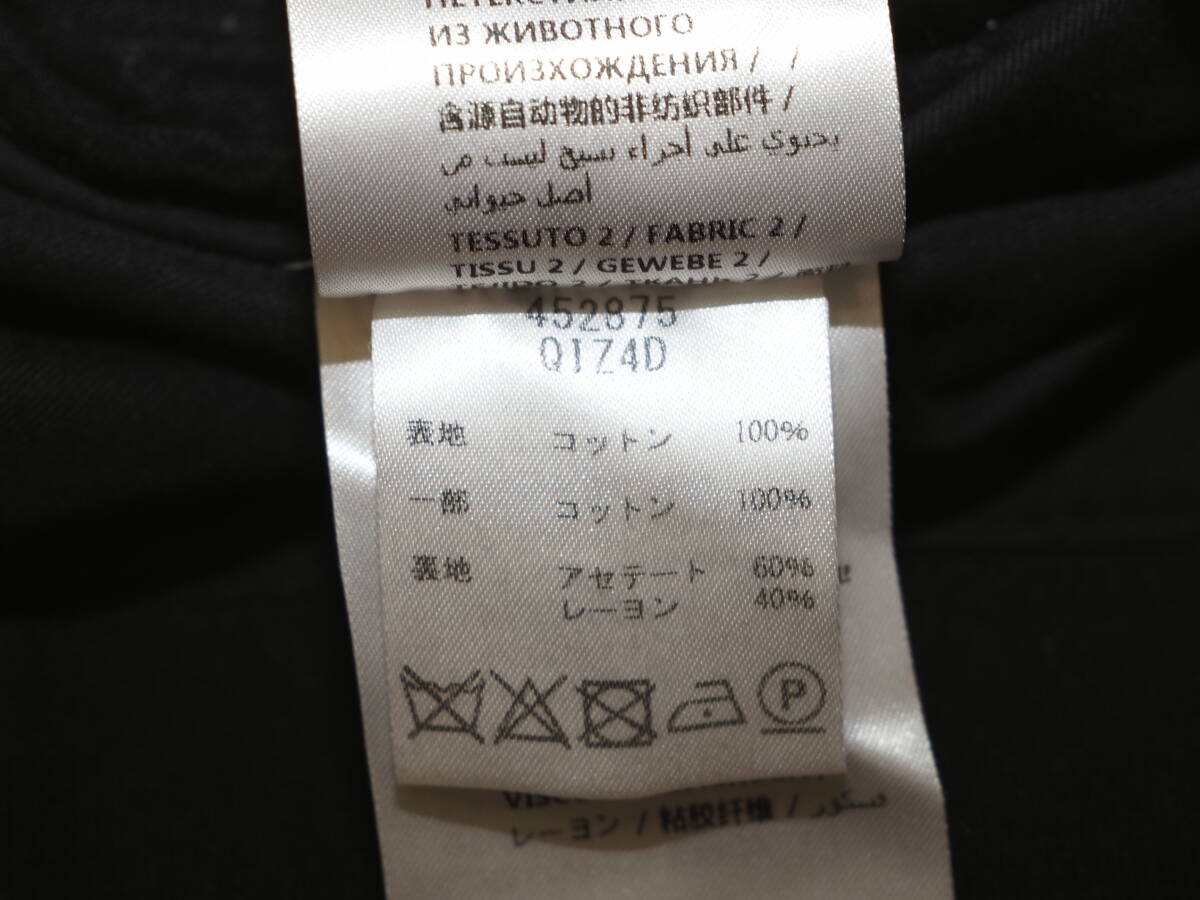 ИЗ ЖИВОТНОГО
ПРОИЗХОЖДЕНИЯ / /
含源自动物的非纺织部件 /
يحتوي على أجزاء نسيج ليست من
أصل حيواني
TESSUTO 2 / FABRIC 2 /
TISSU 2 / GEWEBE 2 /
452875
Q1Z4D
表地 コットン 100%
一部 コットン 100%
裏地 アセテート 60%
レーヨン 40%
P
レーヨン / 粘胶纤维 /